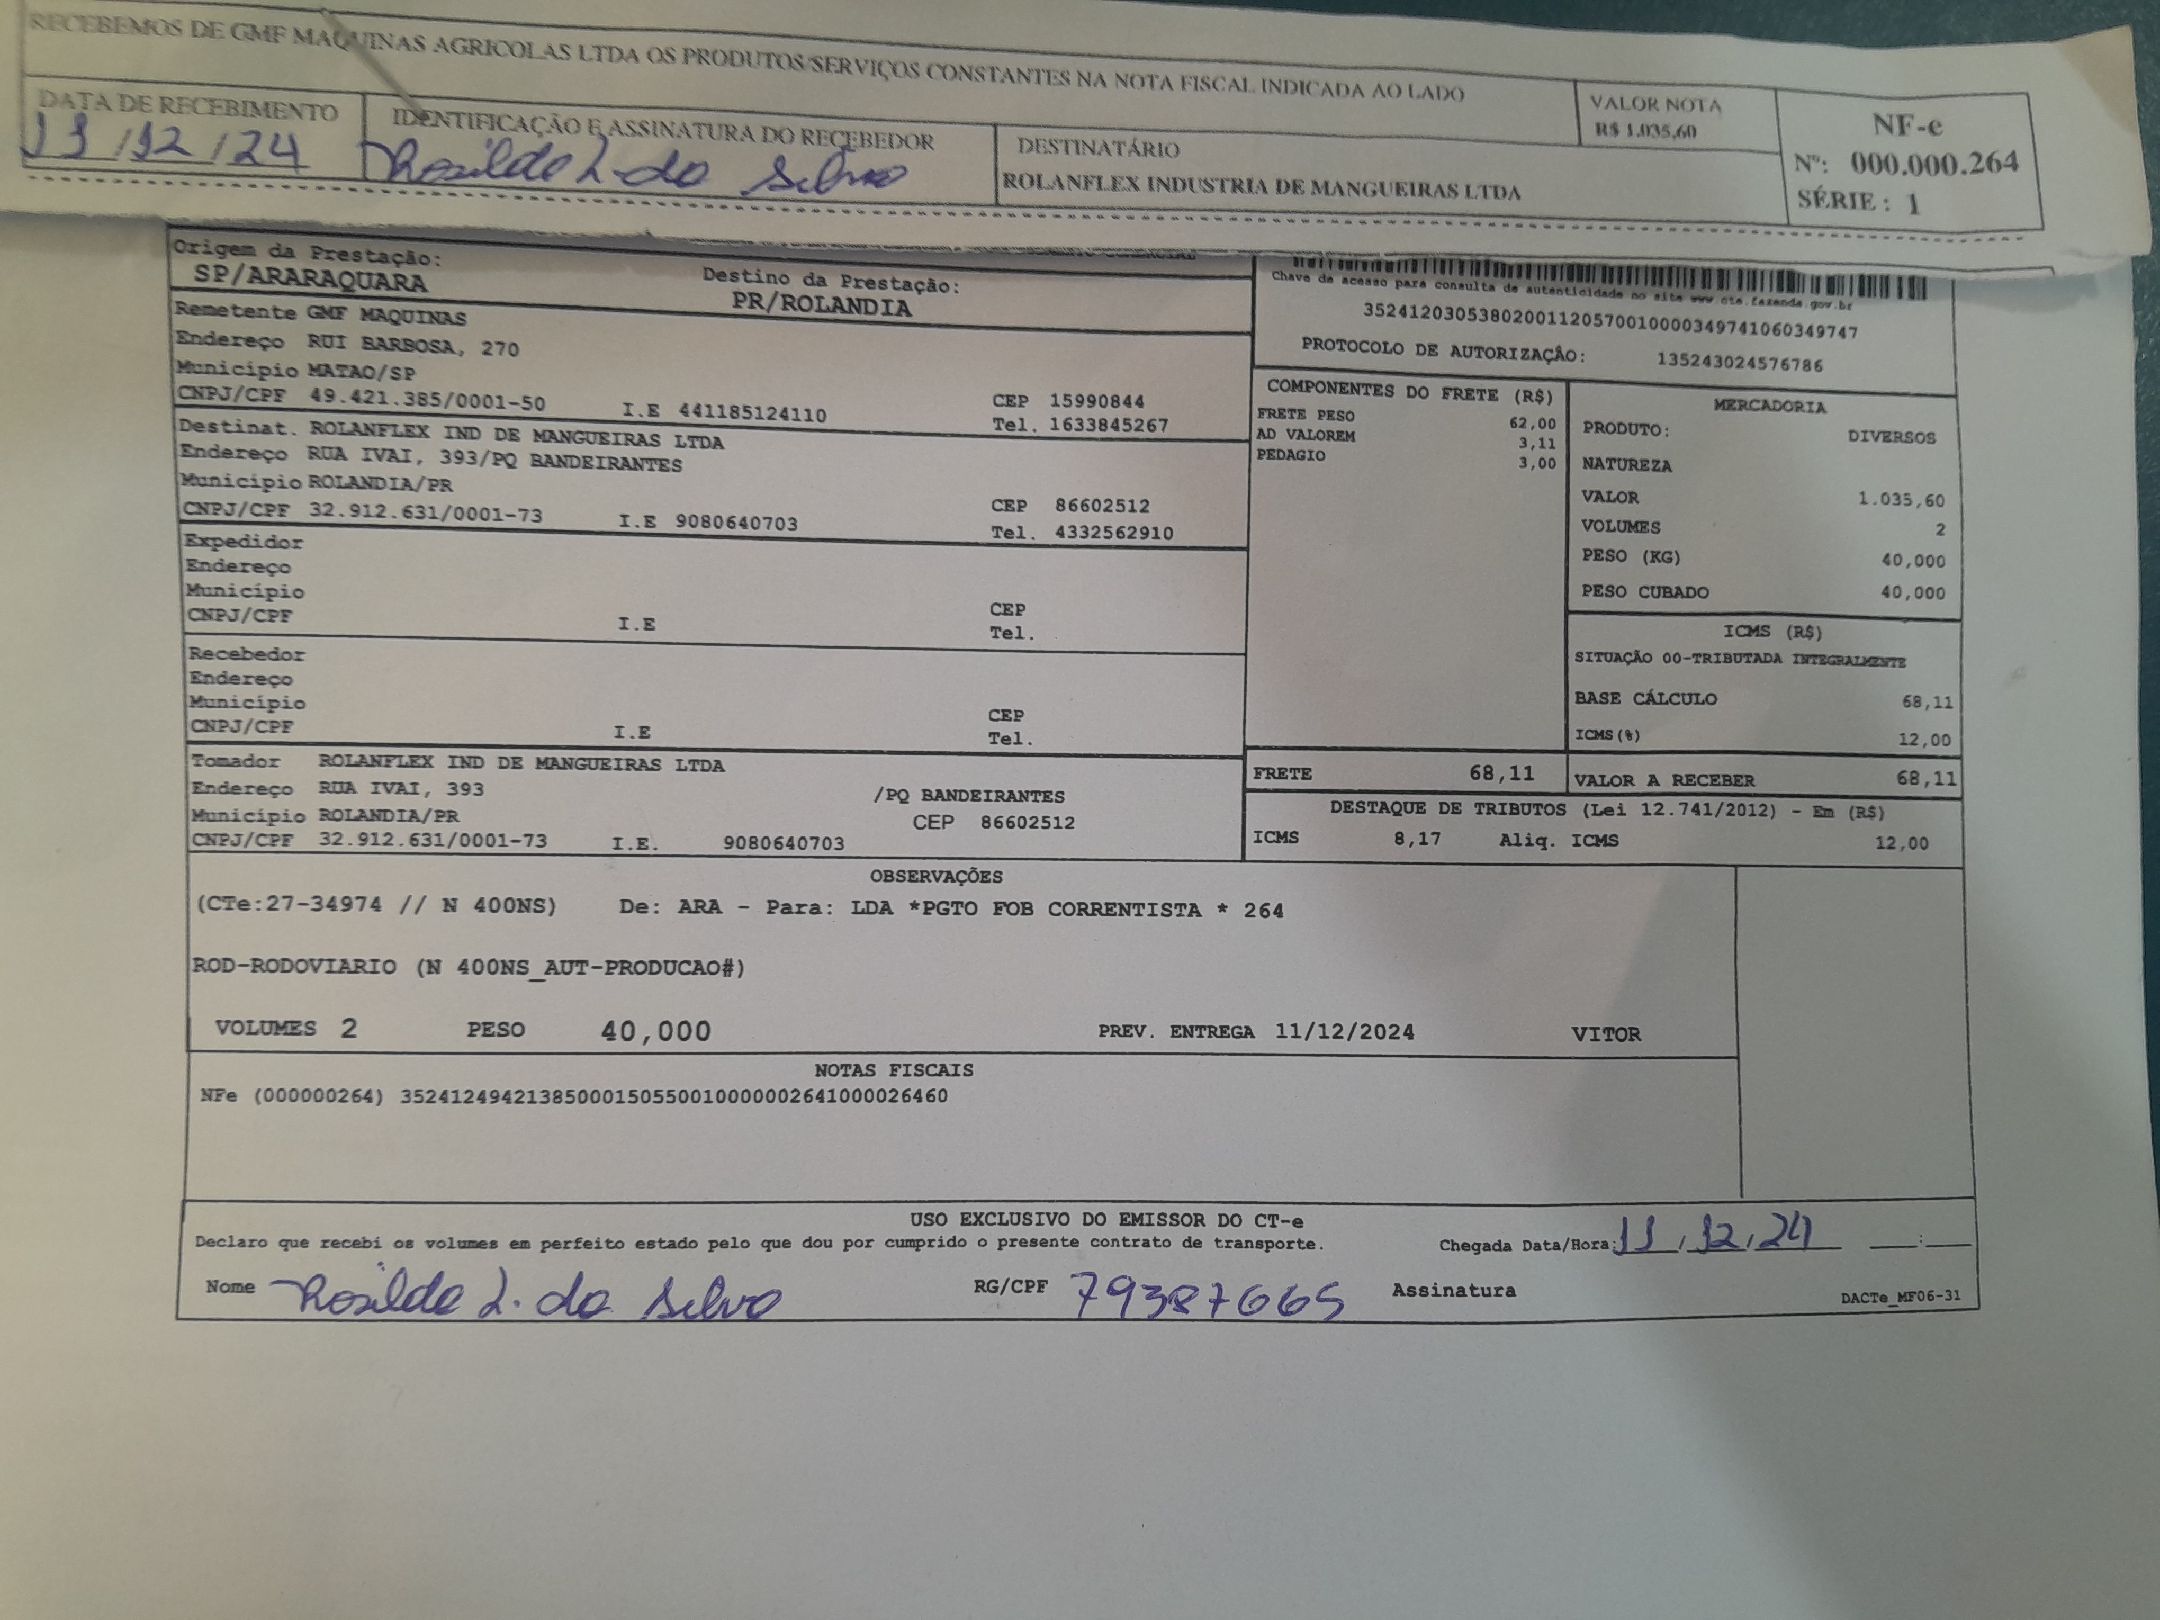 RECEBEMOS DE GMF MAQUINAS AGRICOLAS LTDA OS PRODUTOS/SERVIÇOS CONSTANTES NA NOTA FISCAL INDICADA AO LADO
VALOR NOTA
R$ 1.035,60
NF-e
Nº: 000.000.264
SÉRIE : 1
DATA DE RECEBIMENTO
11/12/24
IDENTIFICAÇÃO E ASSINATURA DO RECEBEDOR
Rosilda L. da Silva
DESTINATÁRIO
ROLANFLEX INDUSTRIA DE MANGUEIRAS LTDA
Origem da Prestação:
SP/ARARAQUARA
Destino da Prestação:
PR/ROLANDIA
Chave de acesso para consulta de autenticidade no site www.cte.fazenda.gov.br
35241203053802001120570010000349741060349747
PROTOCOLO DE AUTORIZAÇÃO: 135243024576786
Remetente GMF MAQUINAS
Endereço RUI BARBOSA, 270
Município MATAO/SP
CNPJ/CPF 49.421.385/0001-50 I.E 441185124110
CEP 15990844
Tel. 1633845267
Destinat. ROLANFLEX IND DE MANGUEIRAS LTDA
Endereço RUA IVAI, 393/PQ BANDEIRANTES
Município ROLANDIA/PR
CNPJ/CPF 32.912.631/0001-73 I.E 9080640703
CEP 86602512
Tel. 4332562910
Expedidor
Endereço
Município
CNPJ/CPF I.E
CEP
Tel.
Recebedor
Endereço
Município
CNPJ/CPF I.E
CEP
Tel.
Tomador ROLANFLEX IND DE MANGUEIRAS LTDA
Endereço RUA IVAI, 393 /PQ BANDEIRANTES
Município ROLANDIA/PR CEP 86602512
CNPJ/CPF 32.912.631/0001-73 I.E. 9080640703
COMPONENTES DO FRETE (R$)
FRETE PESO 62,00
AD VALOREM 3,11
PEDAGIO 3,00
MERCADORIA
PRODUTO: DIVERSOS
NATUREZA
VALOR 1.035,60
VOLUMES 2
PESO (KG) 40,000
PESO CUBADO 40,000
ICMS (R$)
SITUAÇÃO 00-TRIBUTADA INTEGRALMENTE
BASE CÁLCULO 68,11
ICMS(%) 12,00
FRETE 68,11
VALOR A RECEBER 68,11
DESTAQUE DE TRIBUTOS (Lei 12.741/2012) - Em (R$)
ICMS 8,17 Aliq. ICMS 12,00
OBSERVAÇÕES
(CTe:27-34974 // N 400NS) De: ARA - Para: LDA *PGTO FOB CORRENTISTA * 264
ROD-RODOVIARIO (N 400NS_AUT-PRODUCAO#)
VOLUMES 2 PESO 40,000 PREV. ENTREGA 11/12/2024 VITOR
NOTAS FISCAIS
NFe (000000264) 35241249421385000150550010000002641000026460
USO EXCLUSIVO DO EMISSOR DO CT-e
Declaro que recebi os volumes em perfeito estado pelo que dou por cumprido o presente contrato de transporte.
Chegada Data/Hora: 11/12/24 __:__
Nome Rosilda L. da Silva RG/CPF 79387665 Assinatura
DACTe_MF06-31